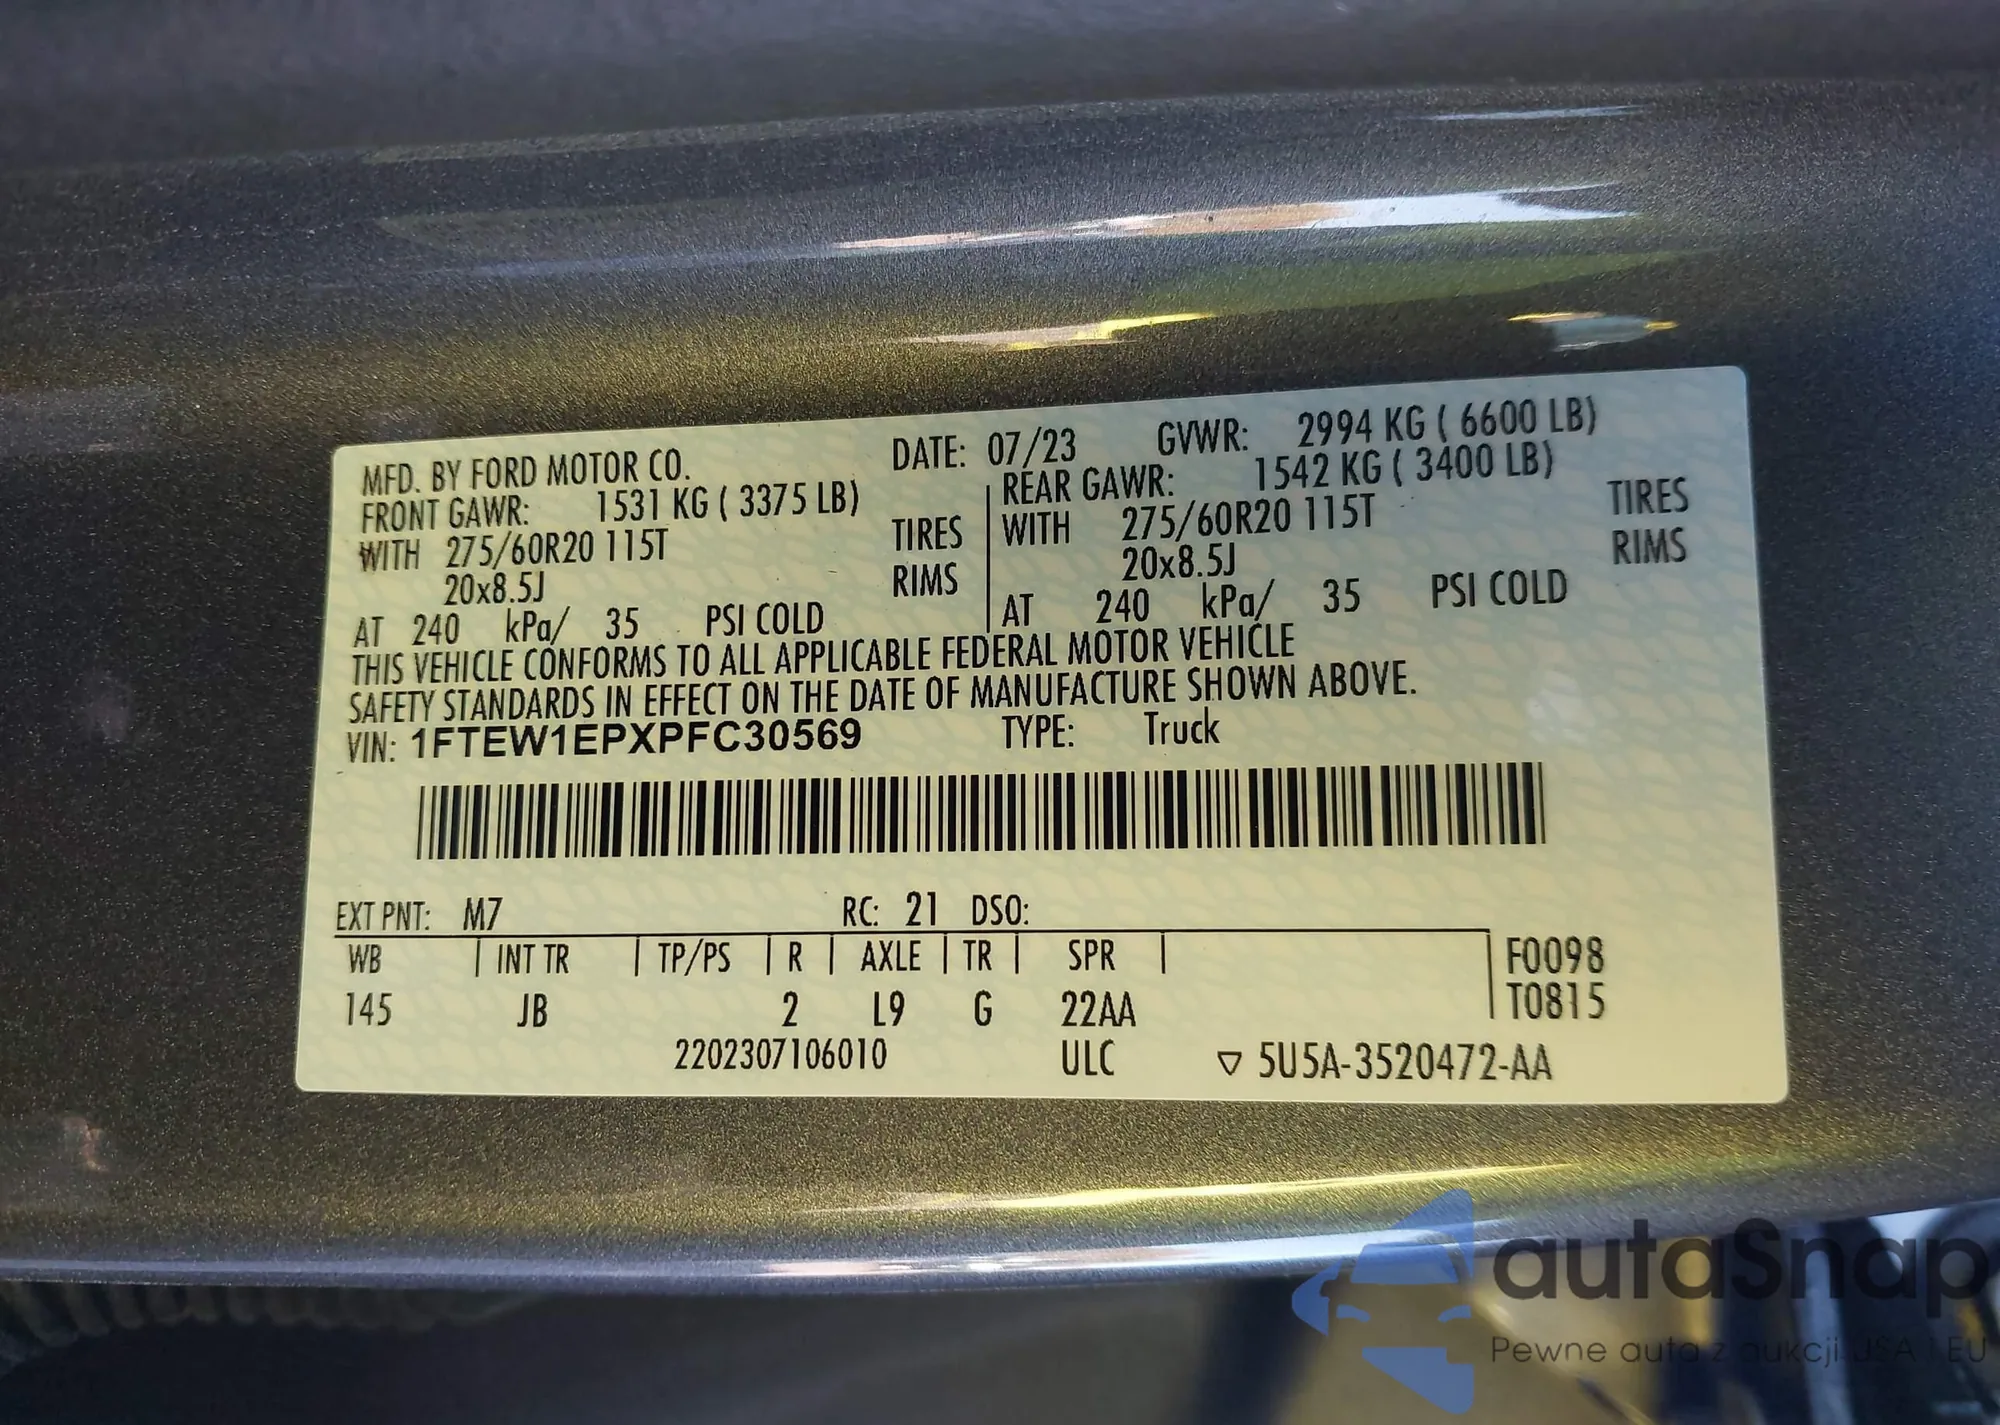 MFD. BY FORD MOTOR CO. DATE: 07/23 GVWR: 2994 KG ( 6600 LB)
FRONT GAWR: 1531 KG ( 3375 LB) REAR GAWR: 1542 KG ( 3400 LB)
WITH 275/60R20 115T TIRES WITH 275/60R20 115T TIRES
20x8.5J RIMS 20x8.5J RIMS
AT 240 kPa/ 35 PSI COLD AT 240 kPa/ 35 PSI COLD
THIS VEHICLE CONFORMS TO ALL APPLICABLE FEDERAL MOTOR VEHICLE
SAFETY STANDARDS IN EFFECT ON THE DATE OF MANUFACTURE SHOWN ABOVE.
VIN: 1FTEW1EPXPFC30569 TYPE: Truck
EXT PNT: M7 RC: 21 DSO:
WB INT TR TP/PS R AXLE TR SPR F0098
145 JB 2 L9 G 22AA T0815
2202307106010 ULC ▽ 5U5A-3520472-AA
autaSnap
Pewne auta z aukcji USA i EU